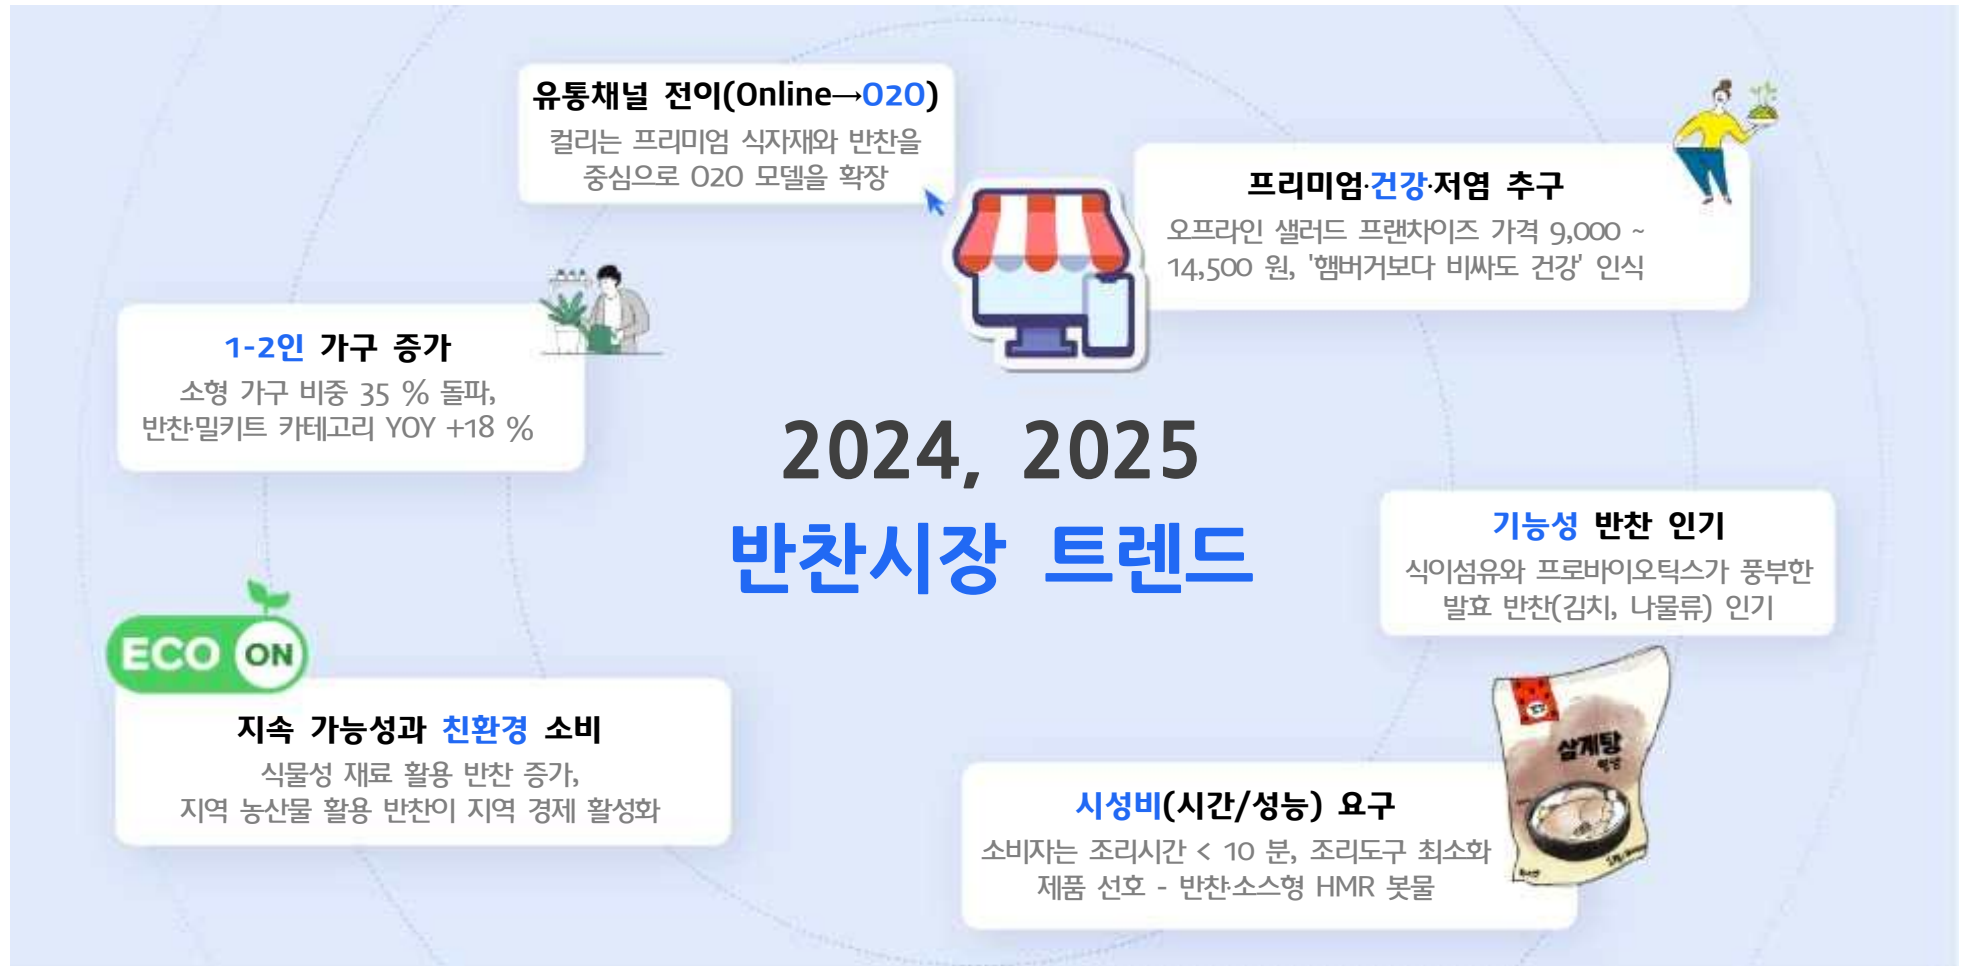 유통채널 전이(Online→O2O)
컬리는 프리미엄 식자재와 반찬을
중심으로 O2O 모델을 확장
프리미엄·건강·저염 추구
오프라인 샐러드 프랜차이즈 가격 9,000 ~
14,500 원, '햄버거보다 비싸도 건강' 인식
1-2인 가구 증가
소형 가구 비중 35 % 돌파,
반찬·밀키트 카테고리 YOY +18 %
2024, 2025
반찬시장 트렌드
기능성 반찬 인기
식이섬유와 프로바이오틱스가 풍부한
발효 반찬(김치, 나물류) 인기
ECO ON
지속 가능성과 친환경 소비
식물성 재료 활용 반찬 증가,
지역 농산물 활용 반찬이 지역 경제 활성화
삼계탕
시성비(시간/성능) 요구
소비자는 조리시간 < 10 분, 조리도구 최소화
제품 선호 - 반찬·소스형 HMR 봇물